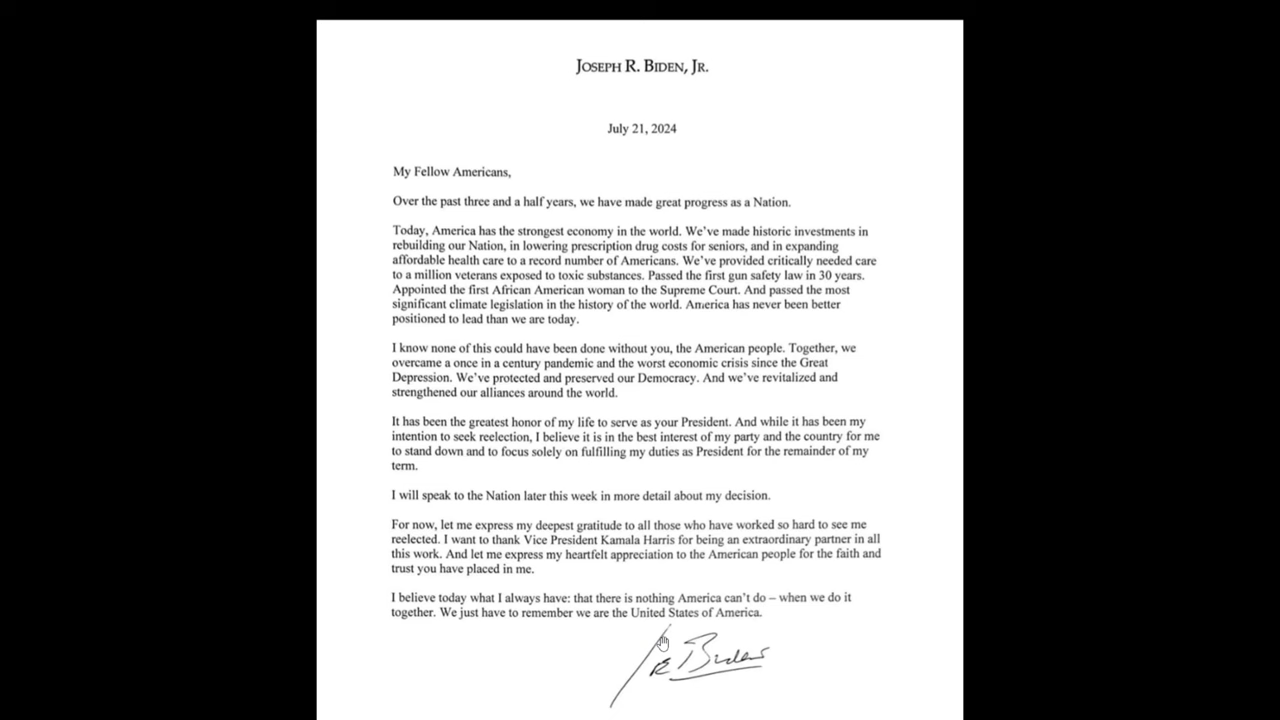 JOSEPH R. BIDEN, JR.
July 21, 2024
My Fellow Americans,
Over the past three and a half years, we have made great progress as a Nation.
Today, America has the strongest economy in the world. We've made historic investments in
rebuilding our Nation, in lowering prescription drug costs for seniors, and in expanding
affordable health care to a record number of Americans. We've provided critically needed care
to a million veterans exposed to toxic substances. Passed the first gun safety law in 30 years.
Appointed the first African American woman to the Supreme Court. And passed the most
significant climate legislation in the history of the world. America has never been better
positioned to lead than we are today.
I know none of this could have been done without you, the American people. Together, we
overcame a once in a century pandemic and the worst economic crisis since the Great
Depression. We've protected and preserved our Democracy. And we've revitalized and
strengthened our alliances around the world.
It has been the greatest honor of my life to serve as your President. And while it has been my
intention to seek reelection, I believe it is in the best interest of my party and the country for me
to stand down and to focus solely on fulfilling my duties as President for the remainder of my
term.
I will speak to the Nation later this week in more detail about my decision.
For now, let me express my deepest gratitude to all those who have worked so hard to see me
reelected. I want to thank Vice President Kamala Harris for being an extraordinary partner in all
this work. And let me express my heartfelt appreciation to the American people for the faith and
trust you have placed in me.
I believe today what I always have: that there is nothing America can't do – when we do it
together. We just have to remember we are the United States of America.
Joe Biden